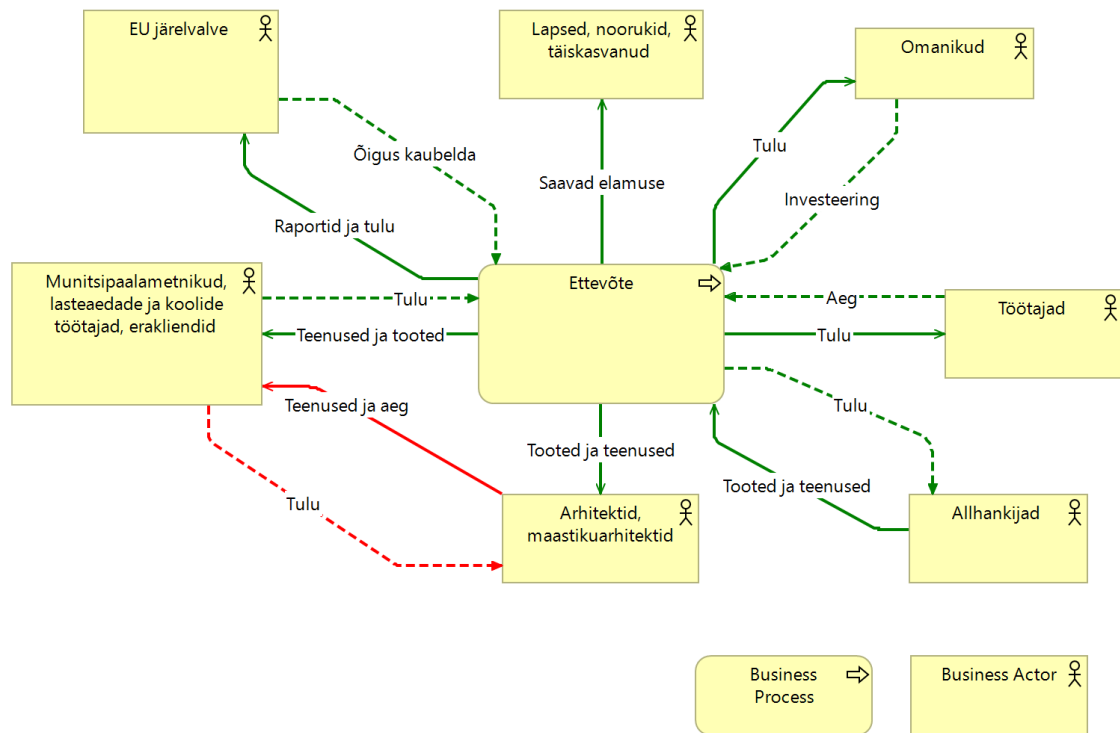 EU järelvalve
Lapsed, noorukid,
täiskasvanud
Omanikud
Õigus kaubelda
Tulu
Saavad elamuse
Investeering
Raportid ja tulu
Munitsipaalametnikud,
lasteaedade ja koolide
töötajad, erakliendid
Tulu
Ettevõte
Aeg
Töötajad
Teenused ja tooted
Tulu
Teenused ja aeg
Tulu
Tooted ja teenused
Tooted ja teenused
Tulu
Arhitektid,
maastikuarhitektid
Allhankijad
Business
Process
Business Actor